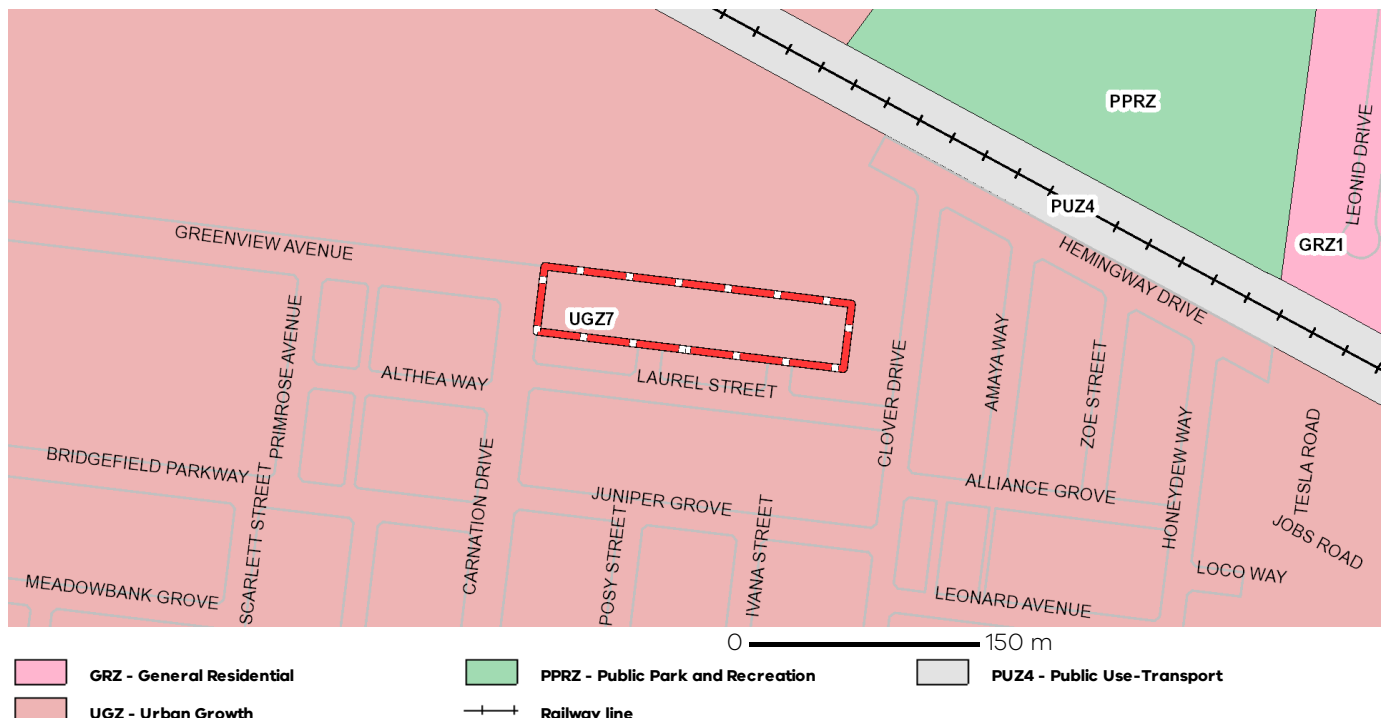 PPRZ
LEONID DRIVE
PUZ4
GRZ1
GREENVIEW AVENUE
HEMINGWAY DRIVE
UGZ7
PRIMROSE AVENUE
ALTHEA WAY
LAUREL STREET
CLOVER DRIVE
AMAYA WAY
ZOE STREET
HONEYDEW WAY
TESLA ROAD
BRIDGEFIELD PARKWAY
SCARLETT STREET
CARNATION DRIVE
JUNIPER GROVE
ALLIANCE GROVE
POSY STREET
IVANA STREET
JOBS ROAD
LOCO WAY
MEADOWBANK GROVE
LEONARD AVENUE
0 150 m
GRZ - General Residential
PPRZ - Public Park and Recreation
PUZ4 - Public Use-Transport
UGZ - Urban Growth
Railway line